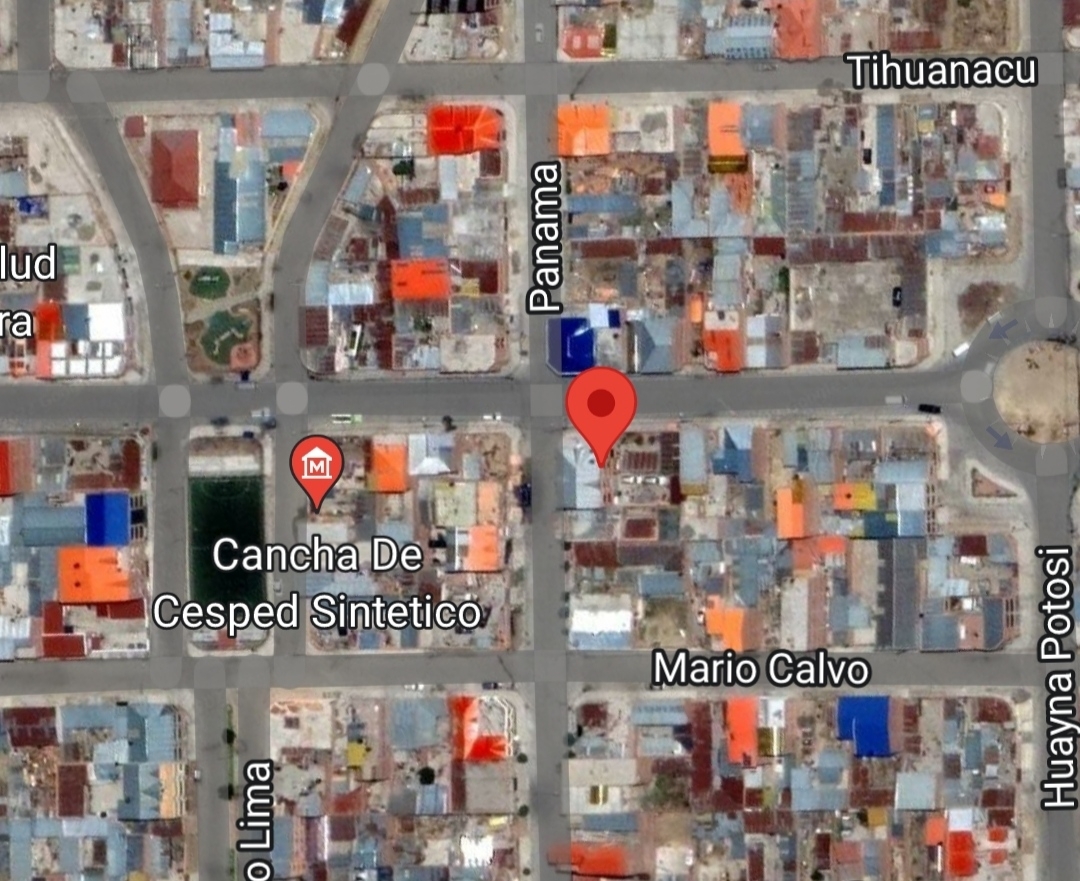 Tihuanacu
Panama
lud
ra
M
Cancha De
Cesped Sintetico
Mario Calvo
Huayna Potosi
o Lima